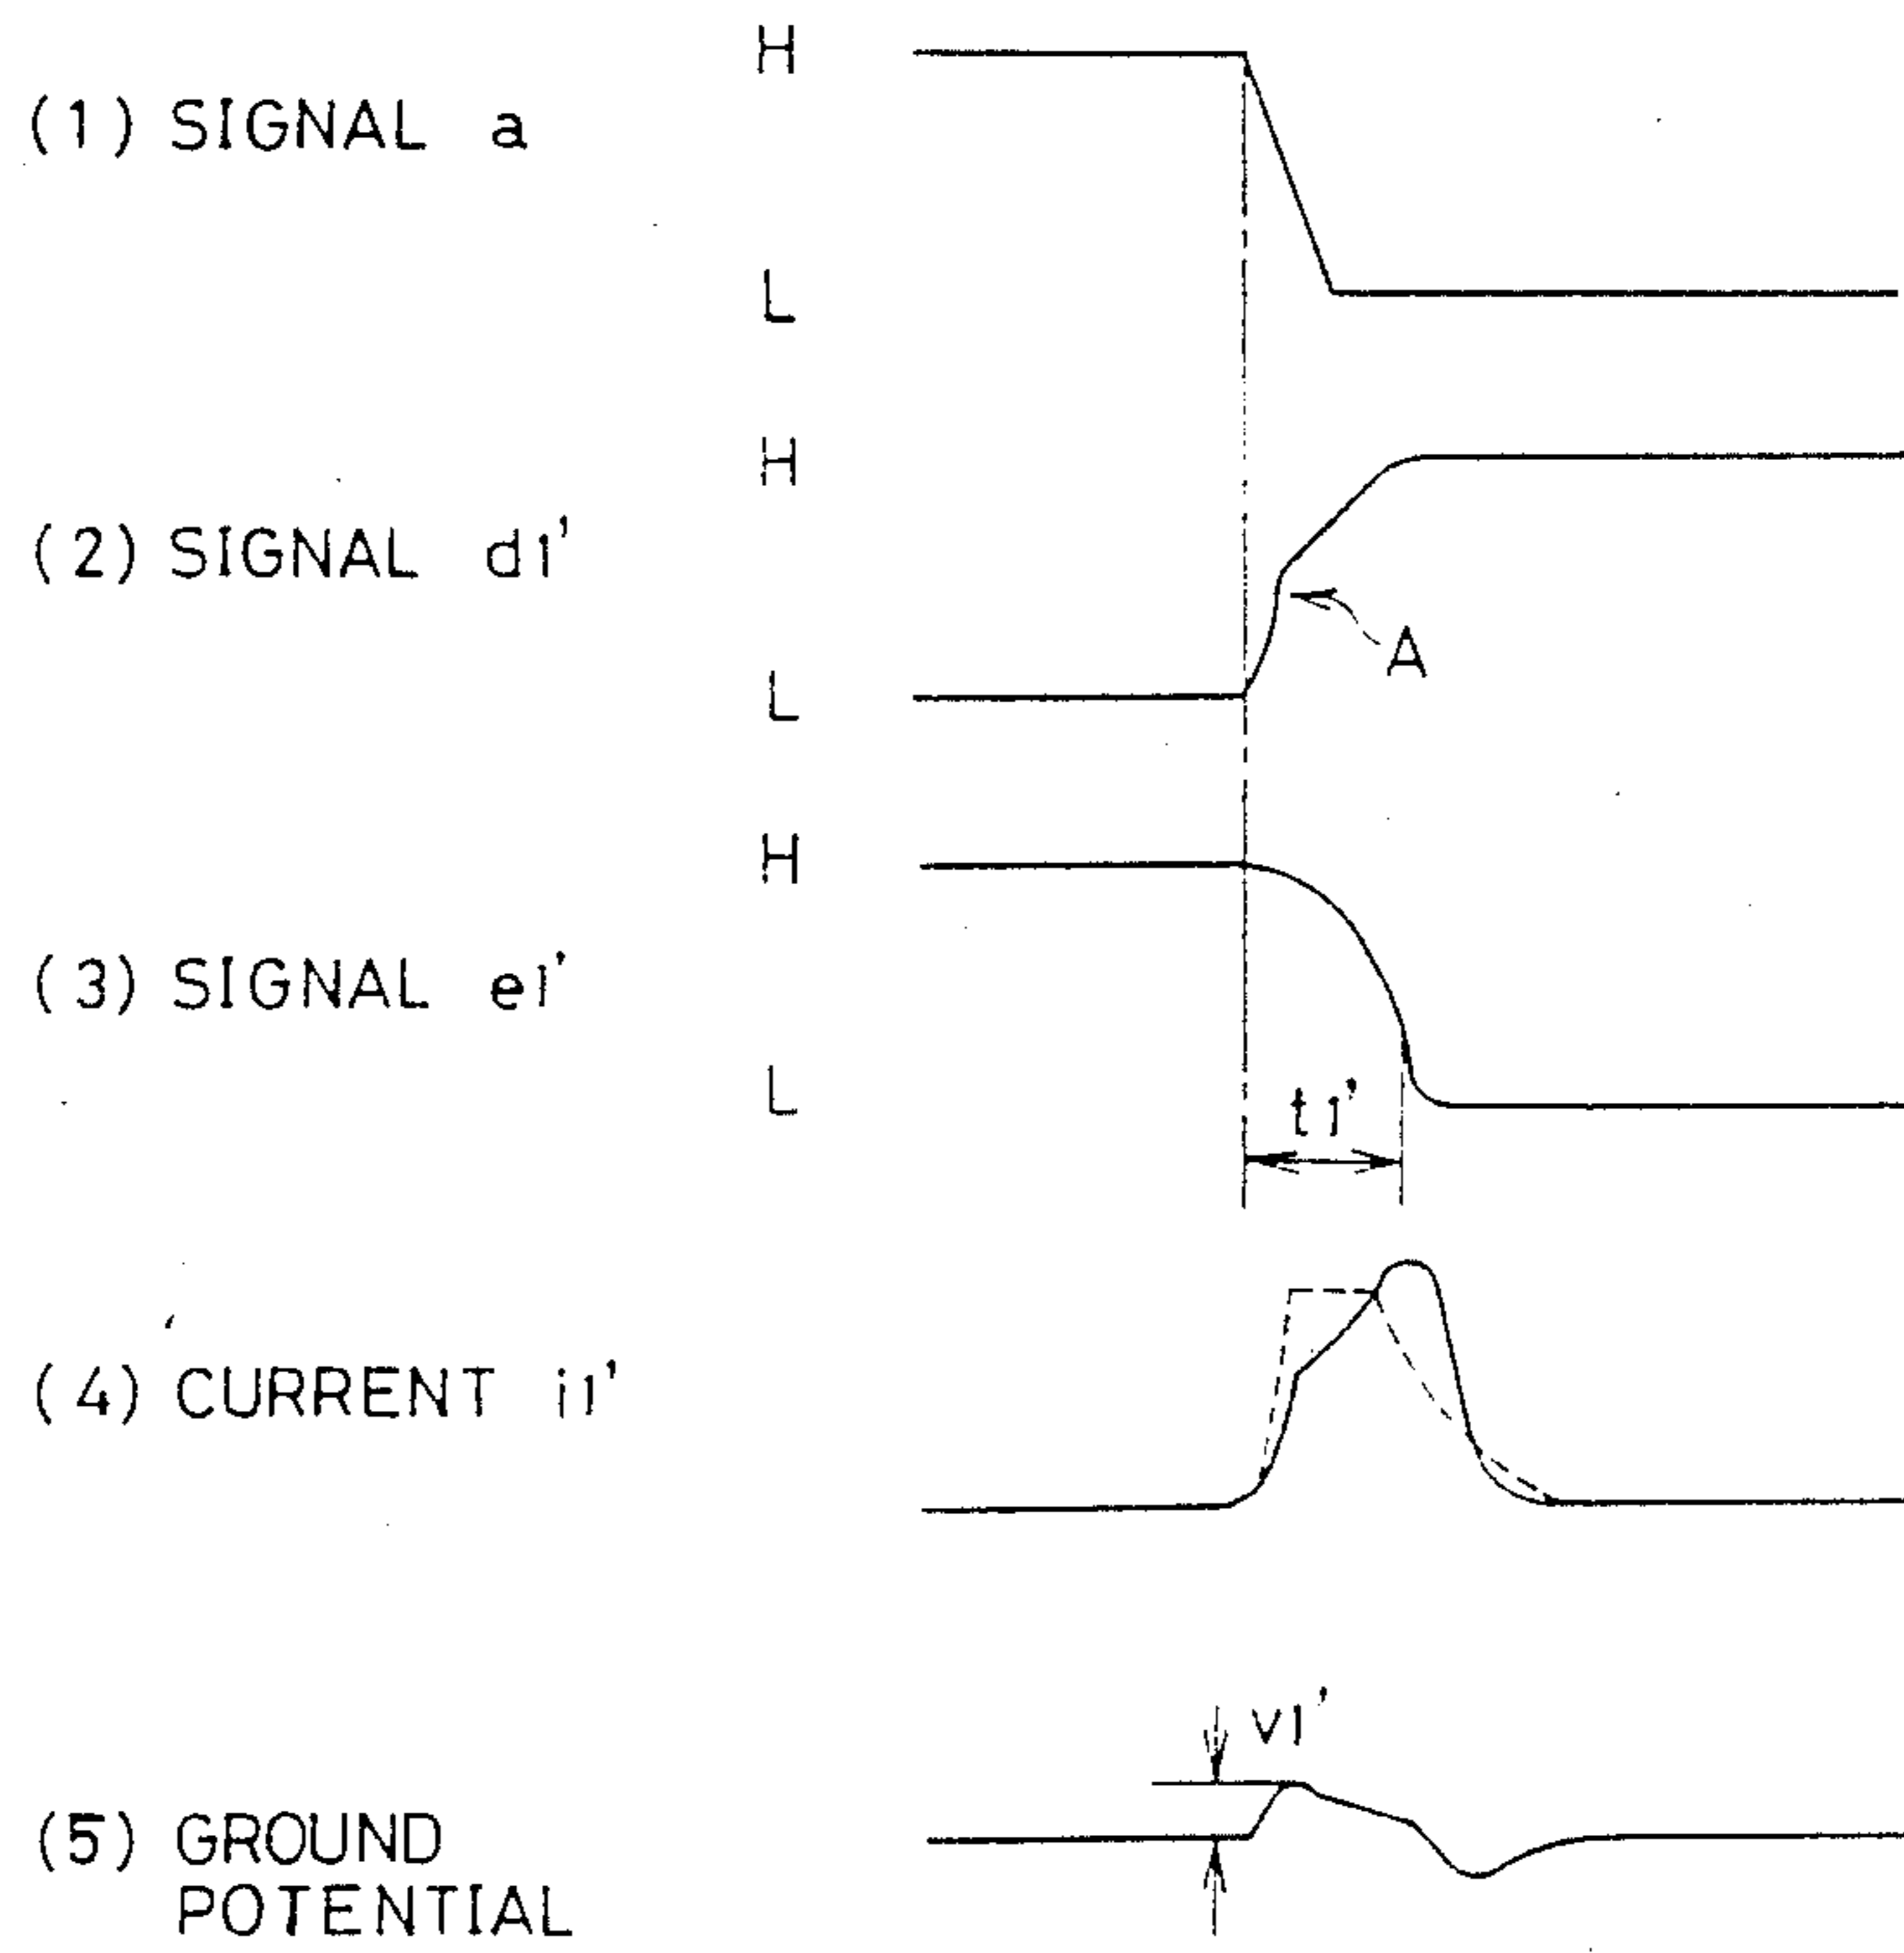 H
(1) SIGNAL a
L
H
(2) SIGNAL d1'
A
L
H
(3) SIGNAL e1'
L
t1'
(4) CURRENT i1'
v1'
(5) GROUND
POTENTIAL